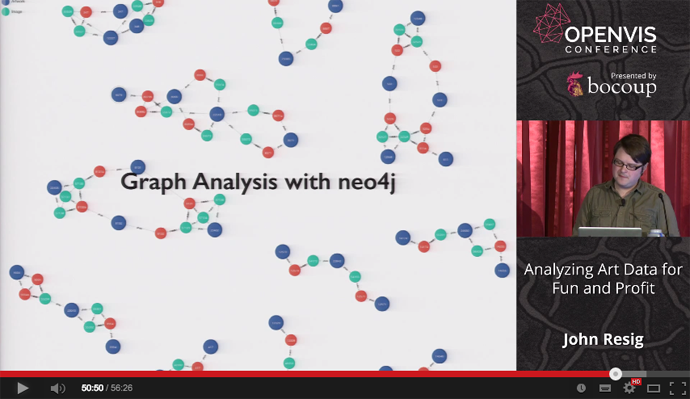 Graph Analysis with neo4j
OPENVIS
CONFERENCE
Presented by
bocoup
Analyzing Art Data for
Fun and Profit
John Resig
50:50 / 56:26
HD